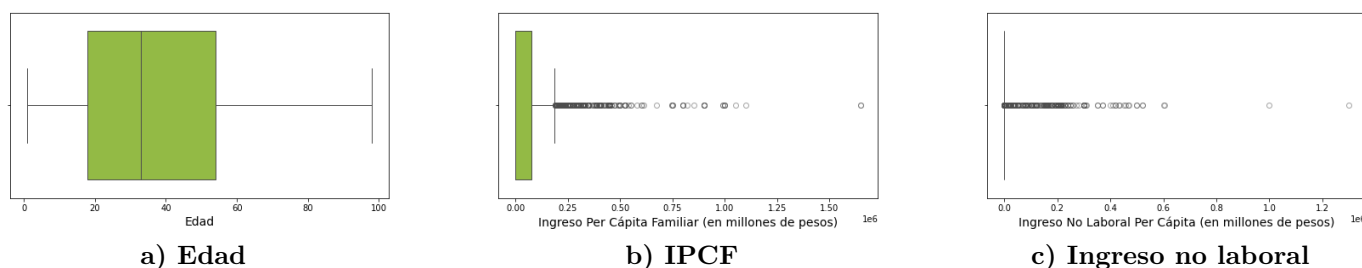 0 20 40 60 80 100
Edad
a) Edad
0.00 0.25 0.50 0.75 1.00 1.25 1.50
1e6
Ingreso Per Cápita Familiar (en millones de pesos)
b) IPCF
0.0 0.2 0.4 0.6 0.8 1.0 1.2
1e6
Ingreso No Laboral Per Cápita (en millones de pesos)
c) Ingreso no laboral